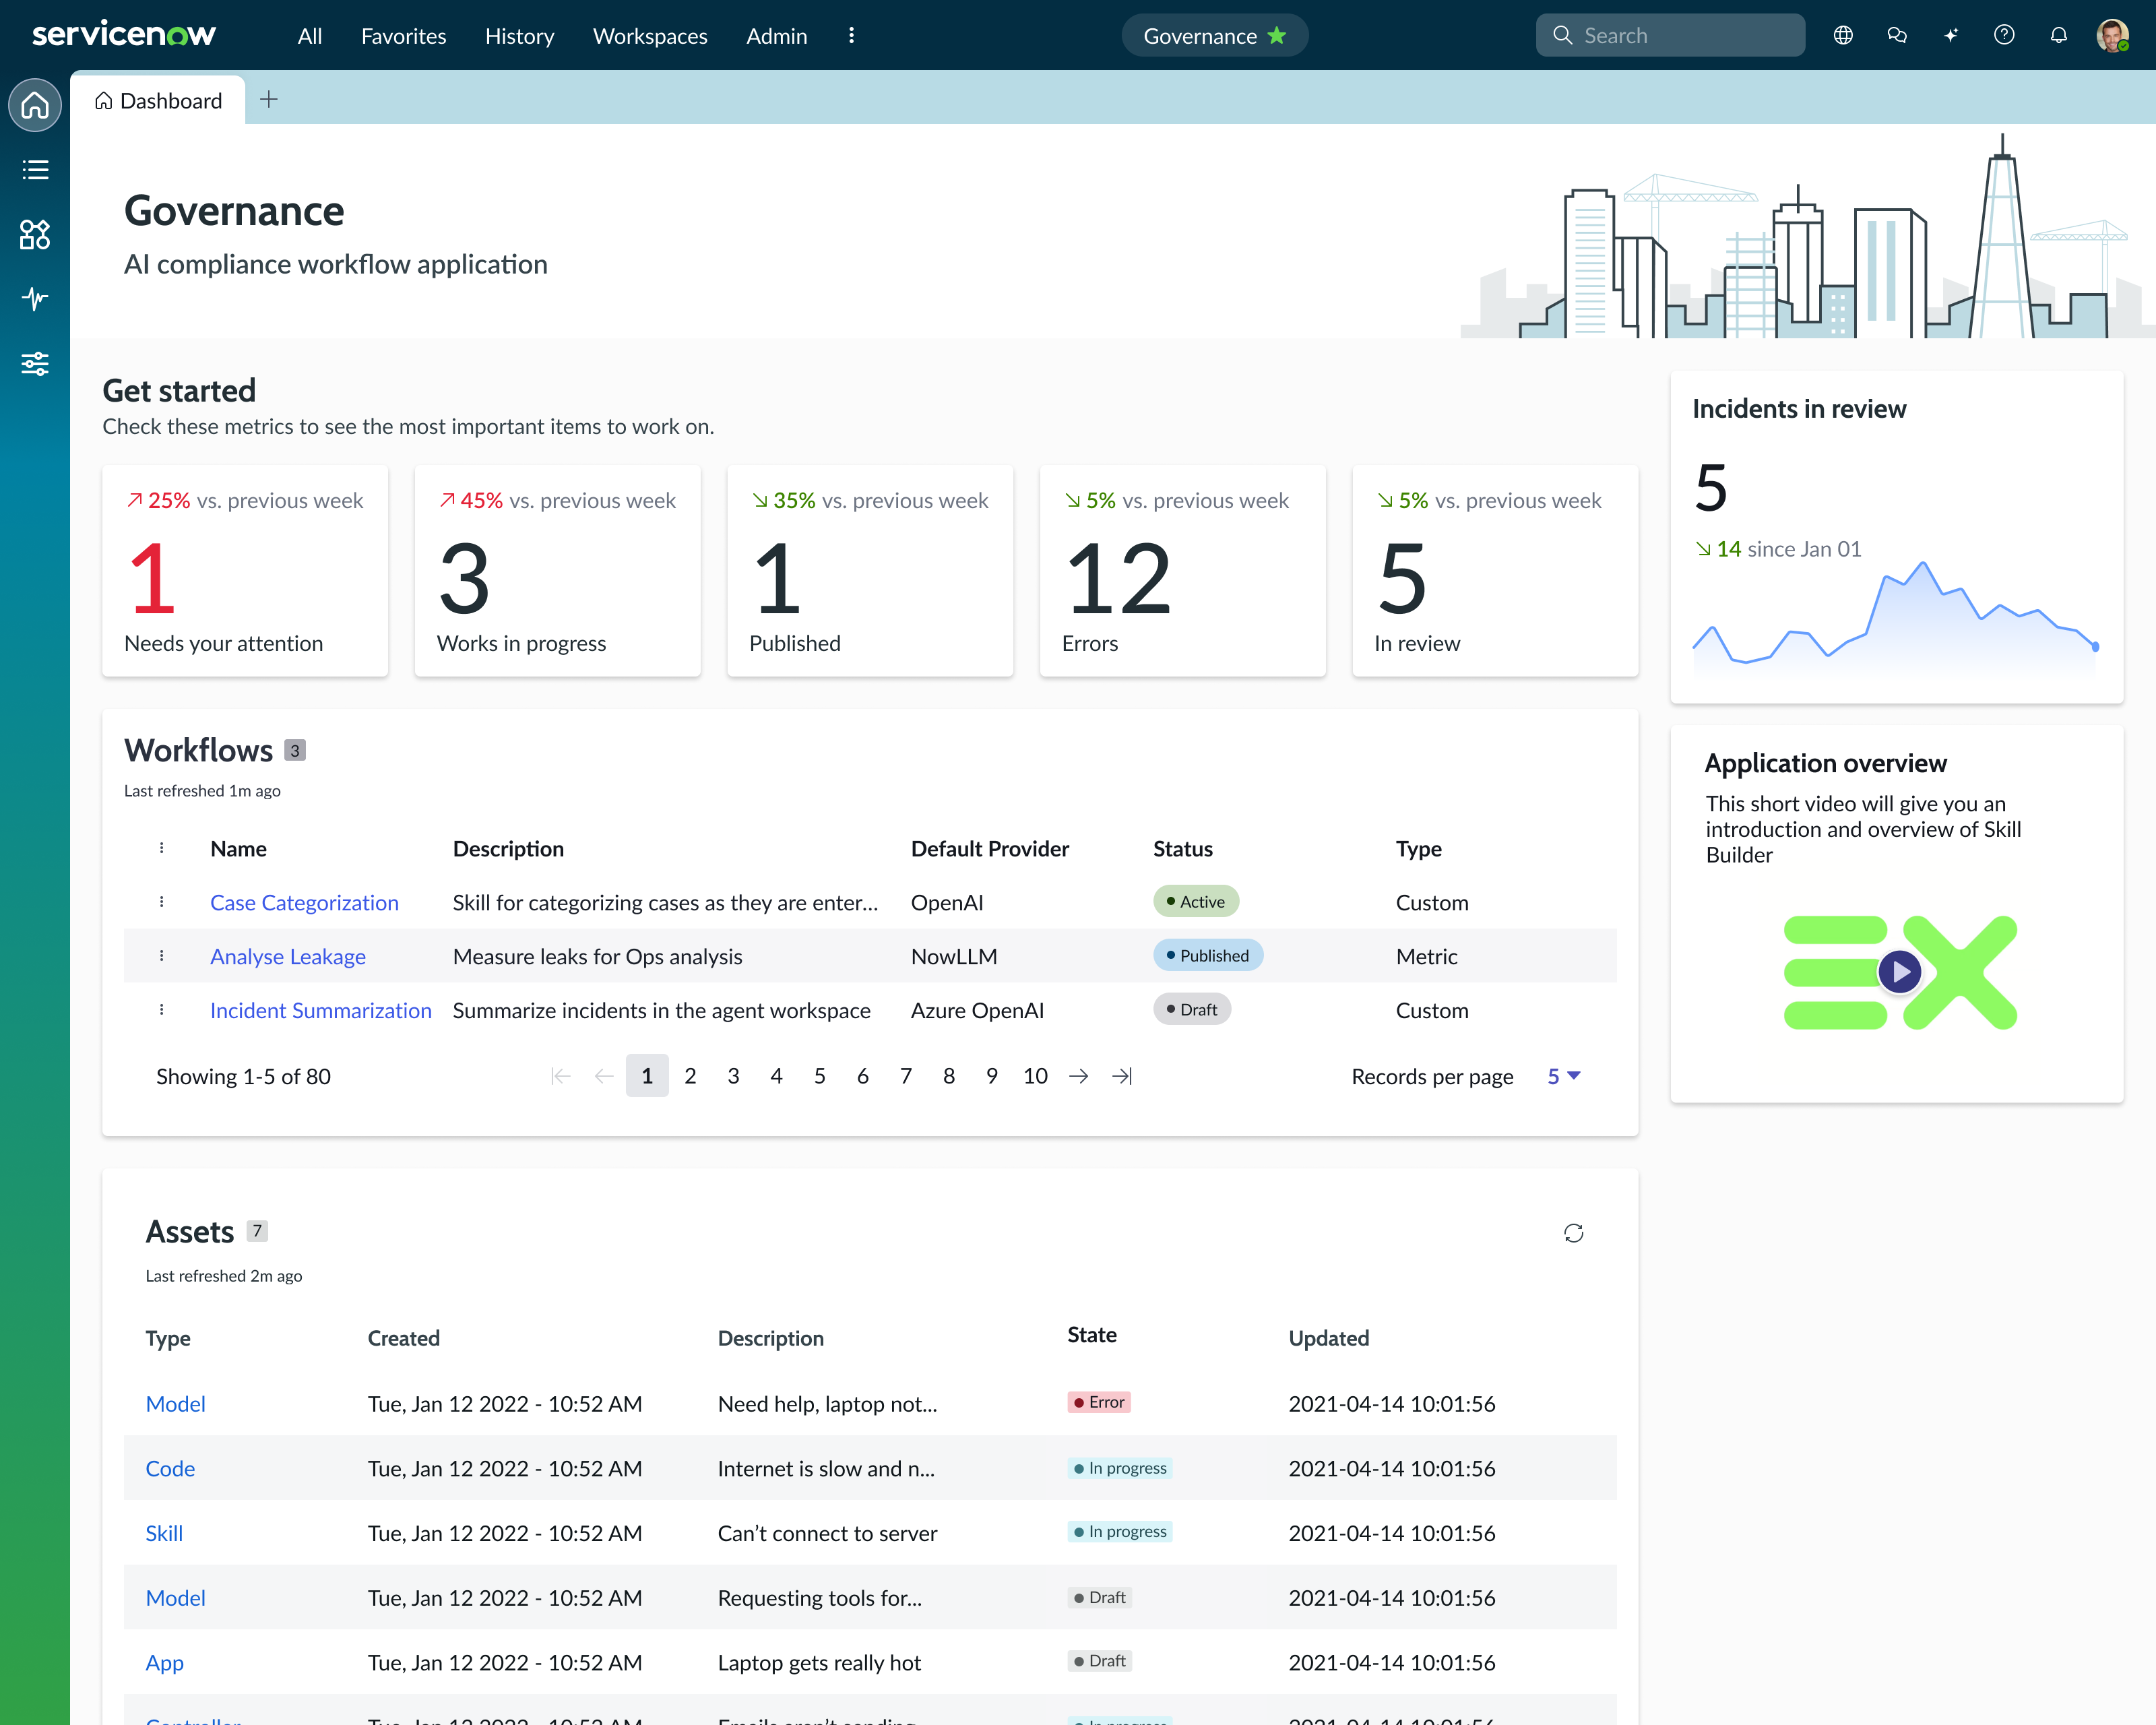 servicenow
All Favorites History Workspaces Admin
Governance
Search
Dashboard
Governance
AI compliance workflow application
Get started
Check these metrics to see the most important items to work on.
25% vs. previous week
1
Needs your attention
45% vs. previous week
3
Works in progress
35% vs. previous week
1
Published
5% vs. previous week
12
Errors
5% vs. previous week
5
In review
Incidents in review
5
14 since Jan 01
Workflows 3
Last refreshed 1m ago
Name Description Default Provider Status Type
Case Categorization Skill for categorizing cases as they are enter... OpenAI Active Custom
Analyse Leakage Measure leaks for Ops analysis NowLLM Published Metric
Incident Summarization Summarize incidents in the agent workspace Azure OpenAI Draft Custom
Showing 1-5 of 80 1 2 3 4 5 6 7 8 9 10 Records per page 5
Application overview
This short video will give you an
introduction and overview of Skill
Builder
EX
Assets 7
Last refreshed 2m ago
Type Created Description State Updated
Model Tue, Jan 12 2022 - 10:52 AM Need help, laptop not... Error 2021-04-14 10:01:56
Code Tue, Jan 12 2022 - 10:52 AM Internet is slow and n... In progress 2021-04-14 10:01:56
Skill Tue, Jan 12 2022 - 10:52 AM Can’t connect to server In progress 2021-04-14 10:01:56
Model Tue, Jan 12 2022 - 10:52 AM Requesting tools for... Draft 2021-04-14 10:01:56
App Tue, Jan 12 2022 - 10:52 AM Laptop gets really hot Draft 2021-04-14 10:01:56